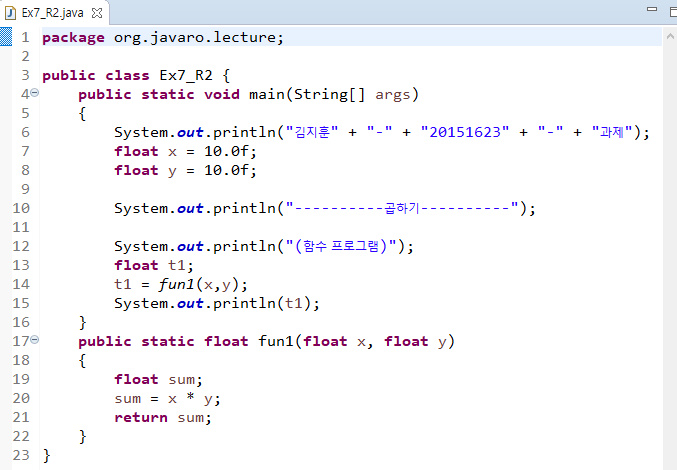 Ex7_R2.java
1 package org.javaro.lecture;
2
3 public class Ex7_R2 {
4 public static void main(String[] args)
5 {
6 System.out.println("김지훈" + "-" + "20151623" + "-" + "과제");
7 float x = 10.0f;
8 float y = 10.0f;
9
10 System.out.println("----------곱하기----------");
11
12 System.out.println("(함수 프로그램)");
13 float t1;
14 t1 = fun1(x,y);
15 System.out.println(t1);
16 }
17 public static float fun1(float x, float y)
18 {
19 float sum;
20 sum = x * y;
21 return sum;
22 }
23 }